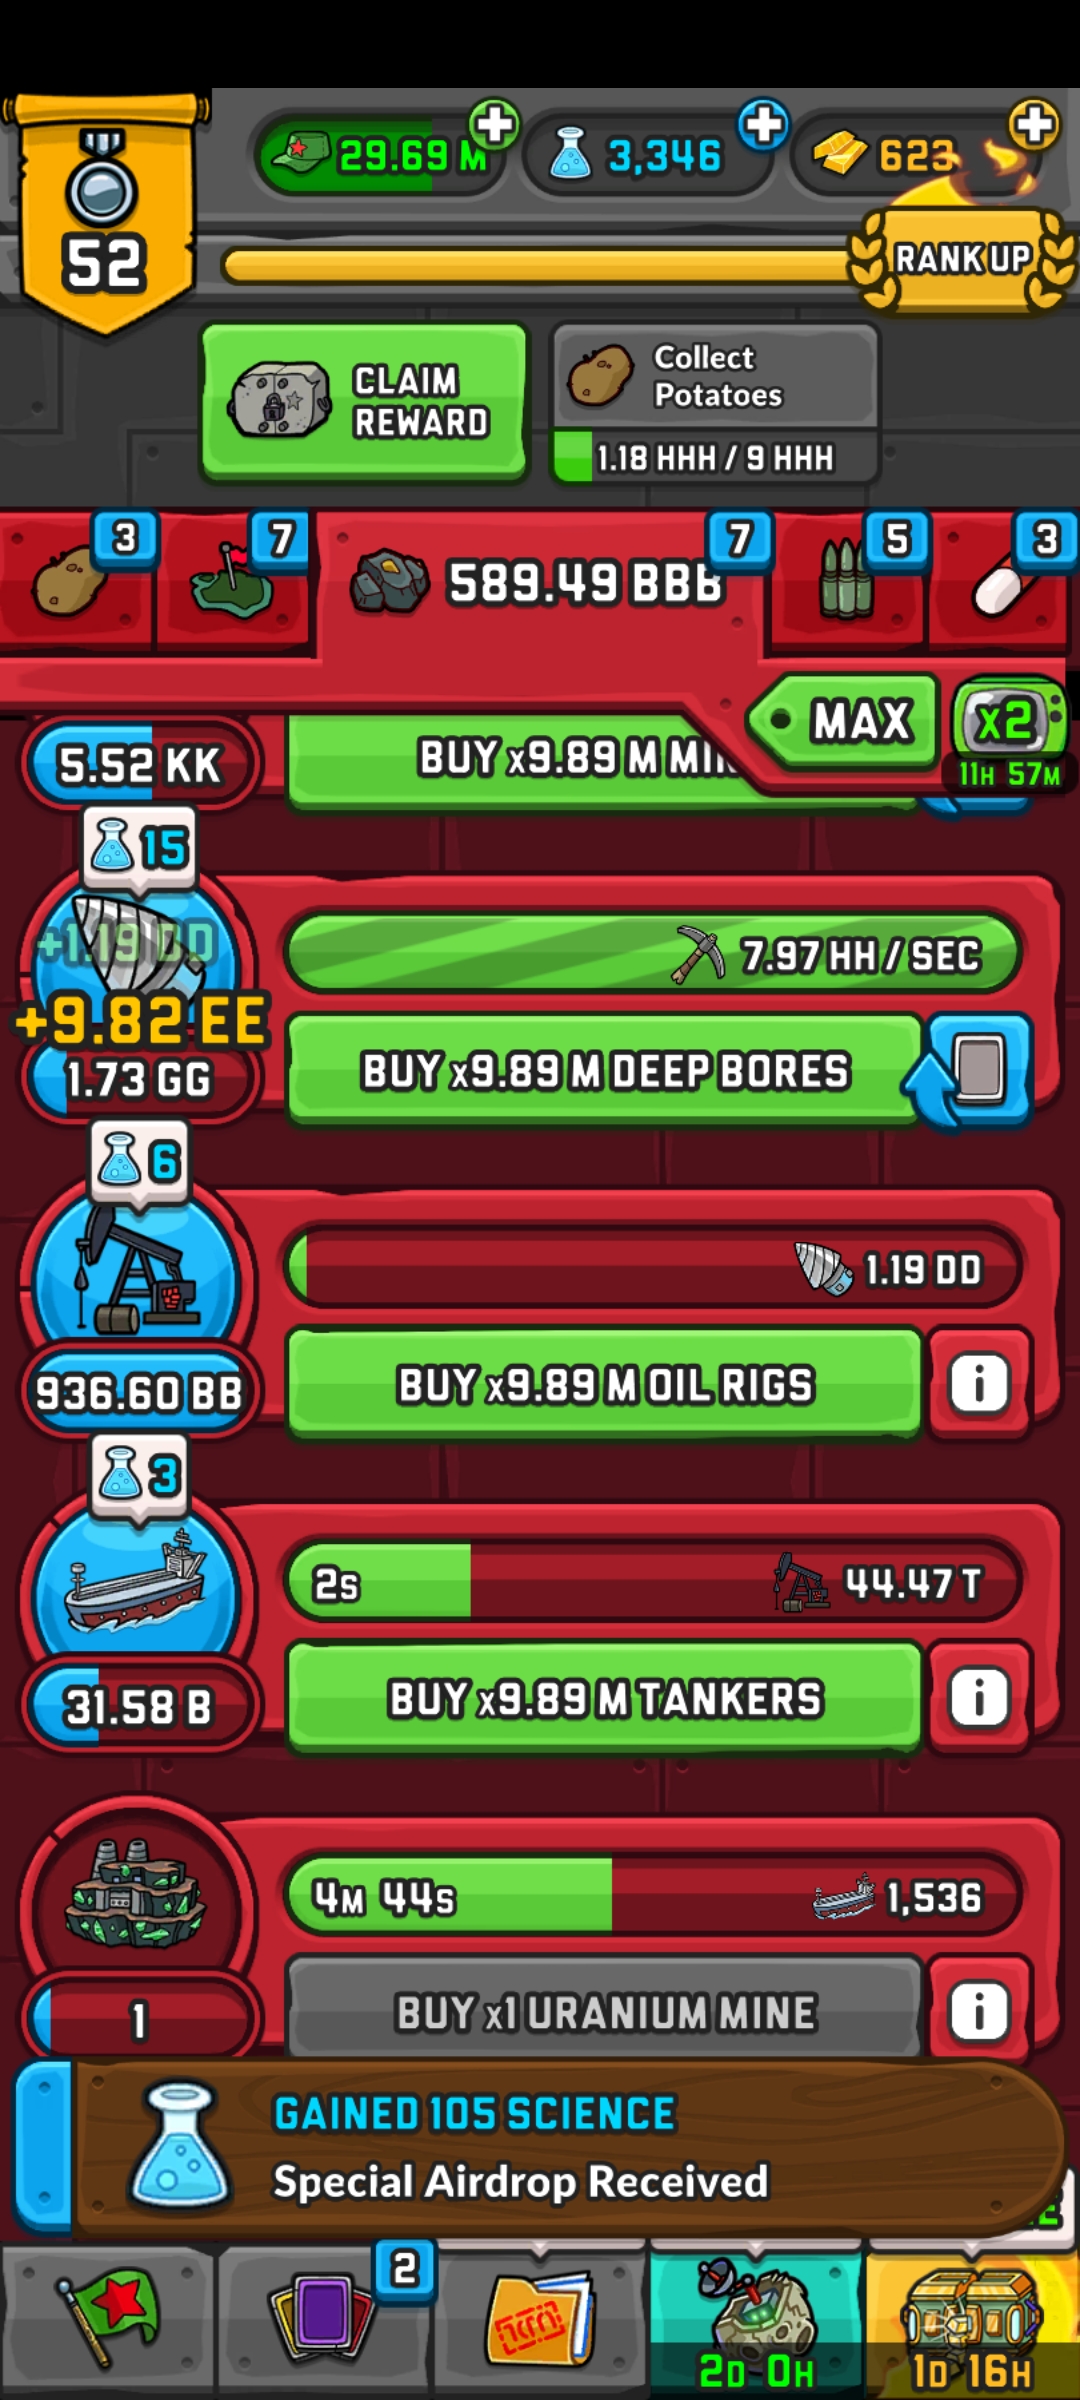 29.69 M
3,346
623
52
RANK UP
CLAIM
REWARD
Collect
Potatoes
1.18 HHH / 9 HHH
3
7
589.49 BBB
7
5
3
MAX
x2
11H 57M
5.52 KK
BUY x9.89 M
15
+1.19 DD
7.97 HH / SEC
+9.82 EE
1.73 GG
BUY x9.89 M DEEP BORES
6
1.19 DD
936.60 BB
BUY x9.89 M OIL RIGS
i
3
2S
44.47 T
31.58 B
BUY x9.89 M TANKERS
i
4M 44S
1,536
1
BUY x1 URANIUM MINE
i
GAINED 105 SCIENCE
Special Airdrop Received
2
2D 0H
1D 16H